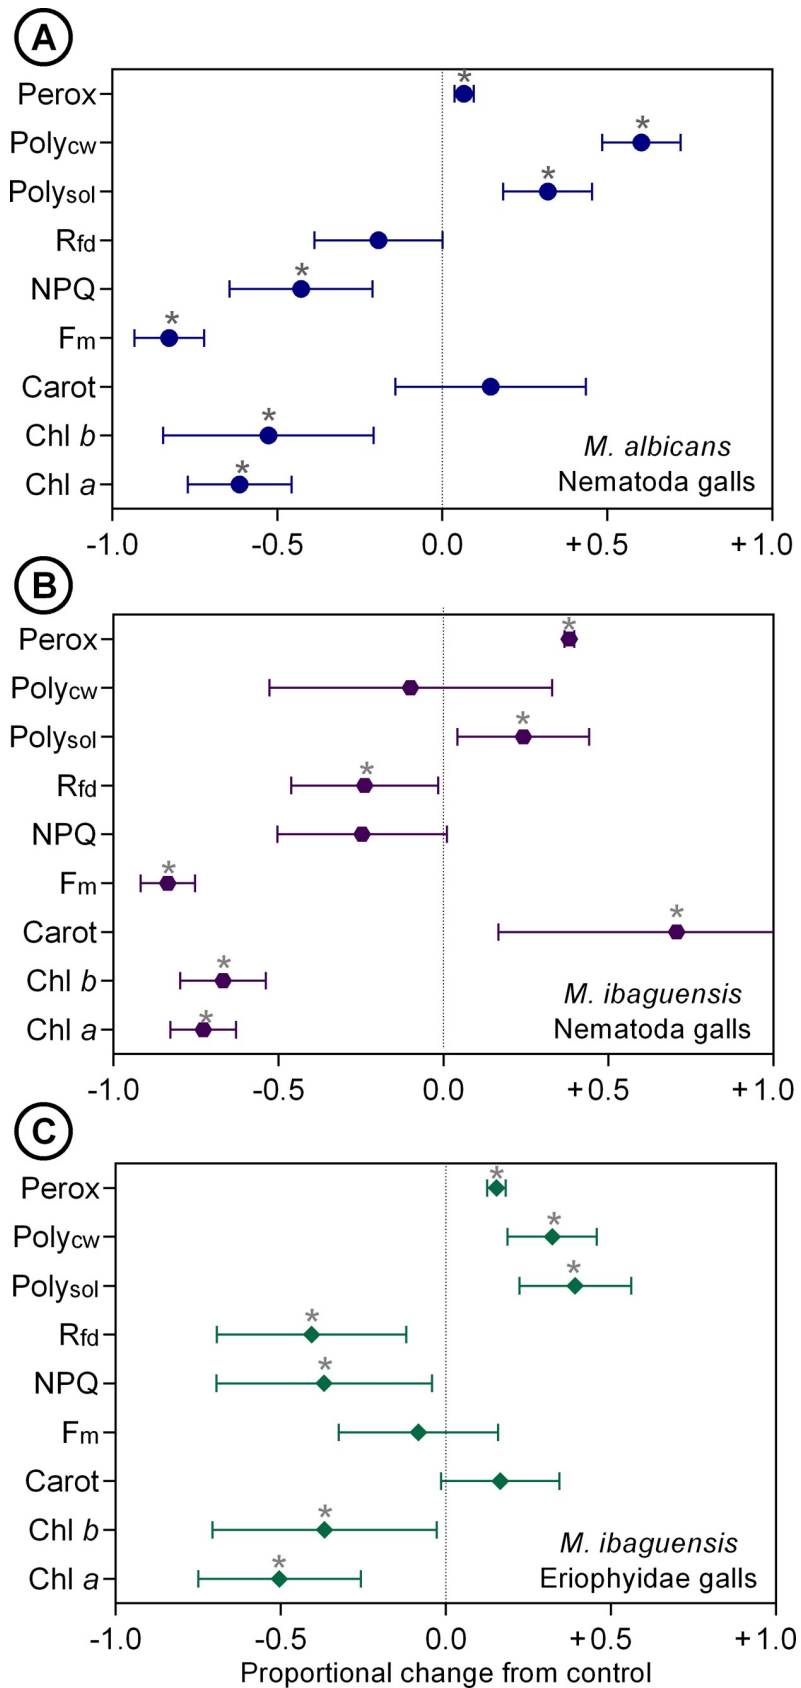 A
Perox
Polycw
Polysol
Rfd
NPQ
Fm
Carot
Chl b
Chl a
*
*
*
*
*
*
*
M. albicans
Nematoda galls
-1.0 -0.5 0.0 +0.5 +1.0
B
Perox
Polycw
Polysol
Rfd
NPQ
Fm
Carot
Chl b
Chl a
*
*
*
*
*
*
*
M. ibaguensis
Nematoda galls
-1.0 -0.5 0.0 +0.5 +1.0
C
Perox
Polycw
Polysol
Rfd
NPQ
Fm
Carot
Chl b
Chl a
*
*
*
*
*
*
*
M. ibaguensis
Eriophyidae galls
-1.0 -0.5 0.0 +0.5 +1.0
Proportional change from control